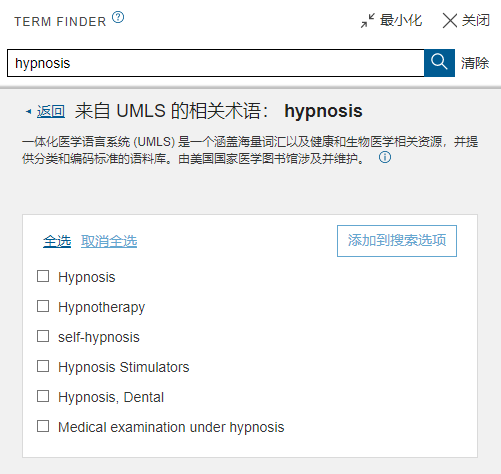 TERM FINDER ? 最小化 关闭
hypnosis 清除
返回 来自 UMLS 的相关术语： hypnosis
一体化医学语言系统 (UMLS) 是一个涵盖海量词汇以及健康和生物医学相关资源，并提
供分类和编码标准的语料库。由美国国家医学图书馆涉及并维护。
全选 取消全选 添加到搜索选项
Hypnosis
Hypnotherapy
self-hypnosis
Hypnosis Stimulators
Hypnosis, Dental
Medical examination under hypnosis